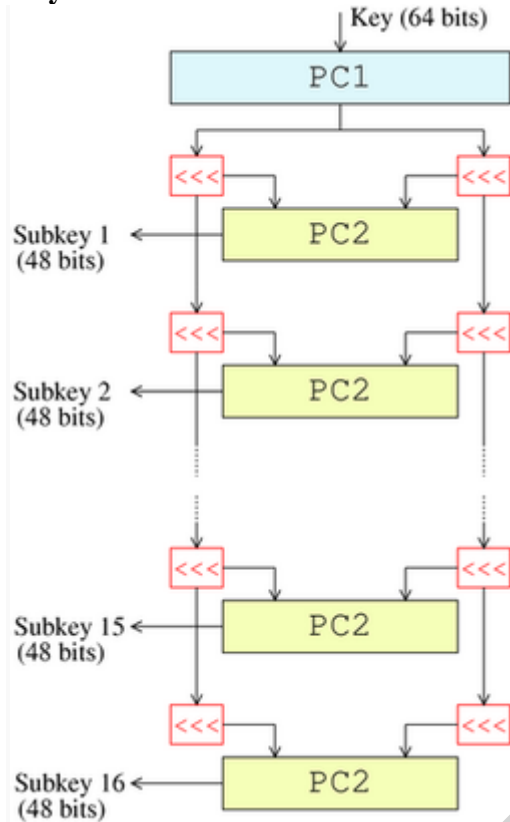 Key (64 bits)
PC1
<<< <<<
Subkey 1
(48 bits)
PC2
<<< <<<
Subkey 2
(48 bits)
PC2
<<< <<<
Subkey 15
(48 bits)
PC2
<<< <<<
Subkey 16
(48 bits)
PC2